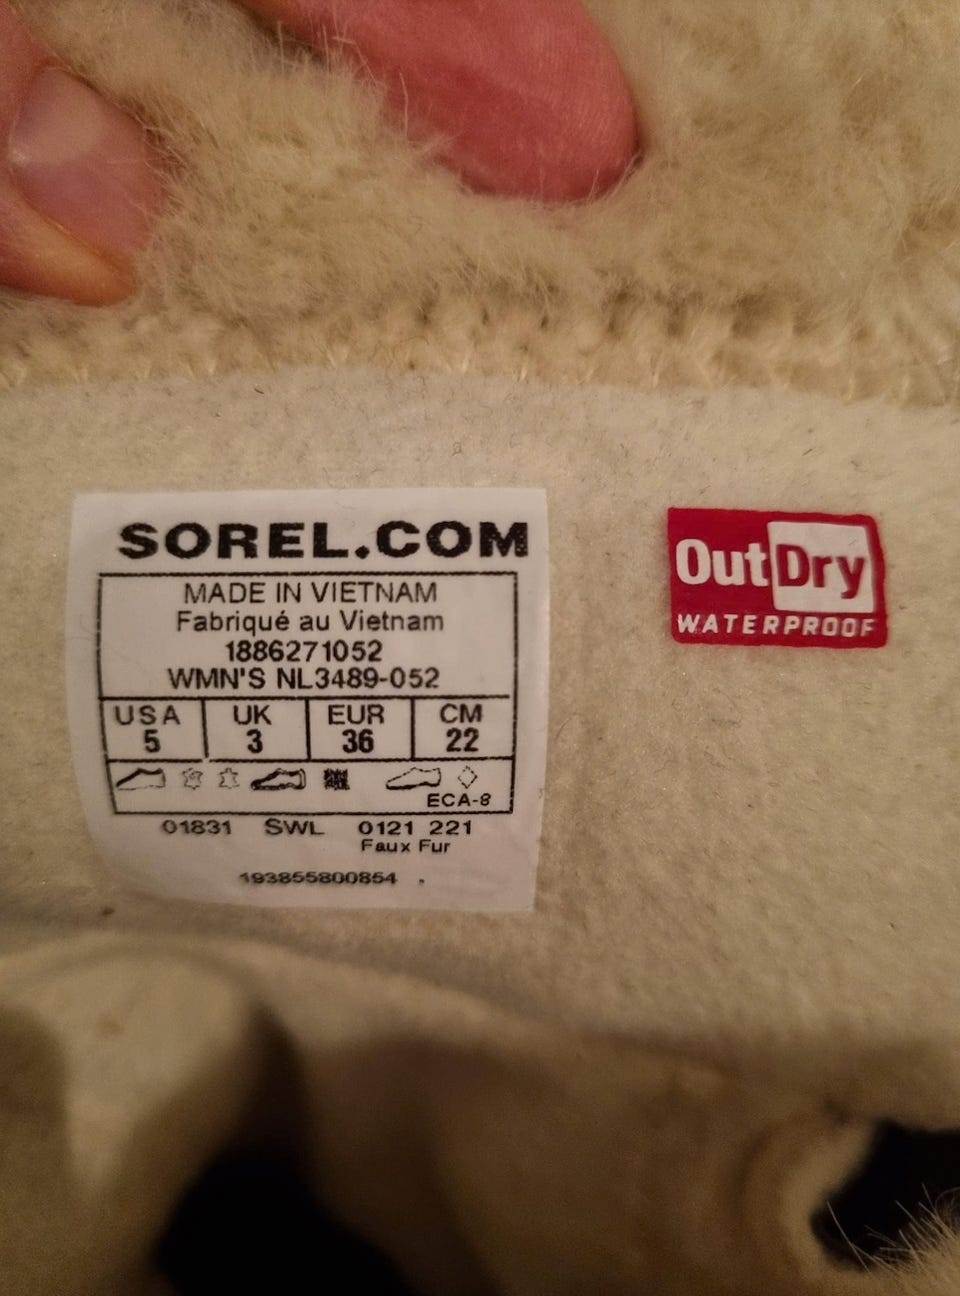 SOREL.COM
MADE IN VIETNAM
Fabriqué au Vietnam
1886271052
WMN'S NL3489-052
USA UK EUR CM
5 3 36 22
ECA-8
01831 SWL 0121 221
Faux Fur
193855800854
OutDry
WATERPROOF